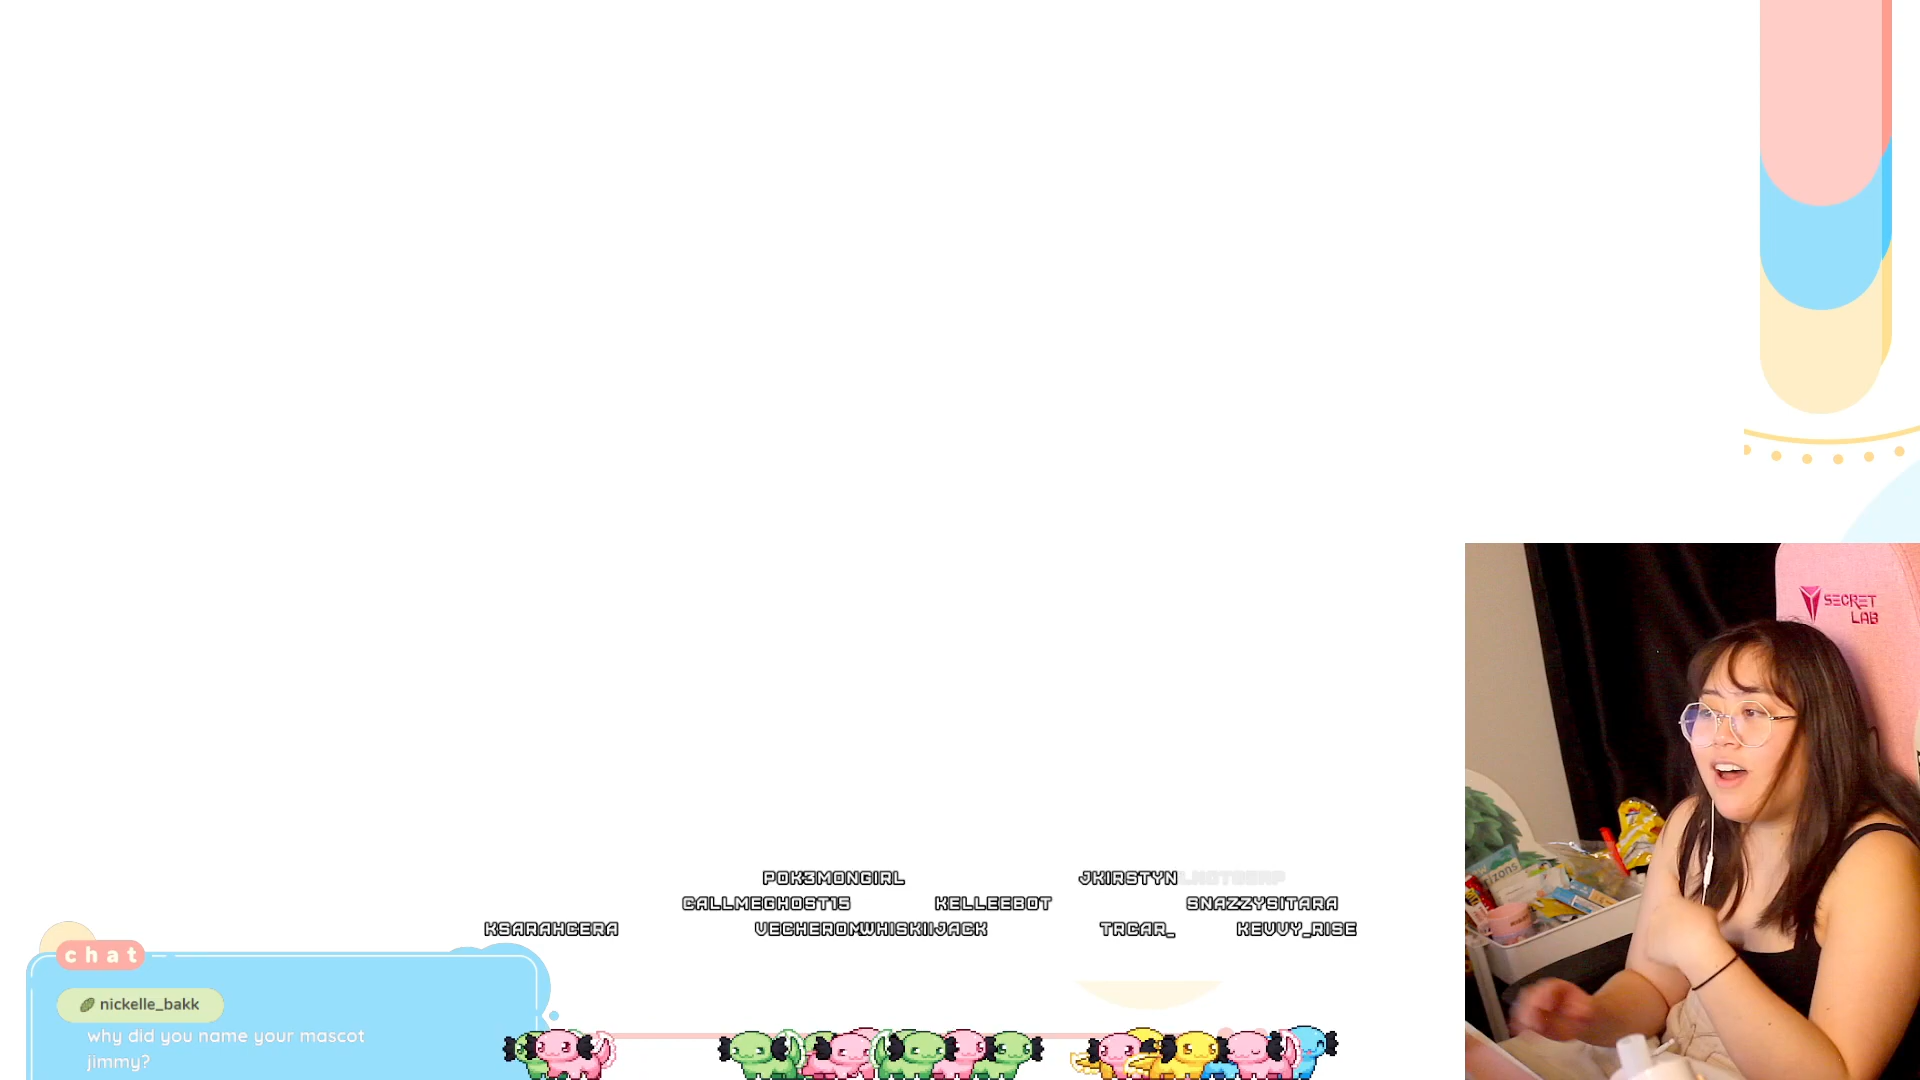 SECRET
LAB
POK3MONGIRL
JKIRSTYN
CALLMEGHOST15
KELLEEBOT
SNAZZYSITARA
KSARAHCERA
TRCAR_
KEVVY_RISE
chat
nickelle_bakk
why did you name your mascot
jimmy?